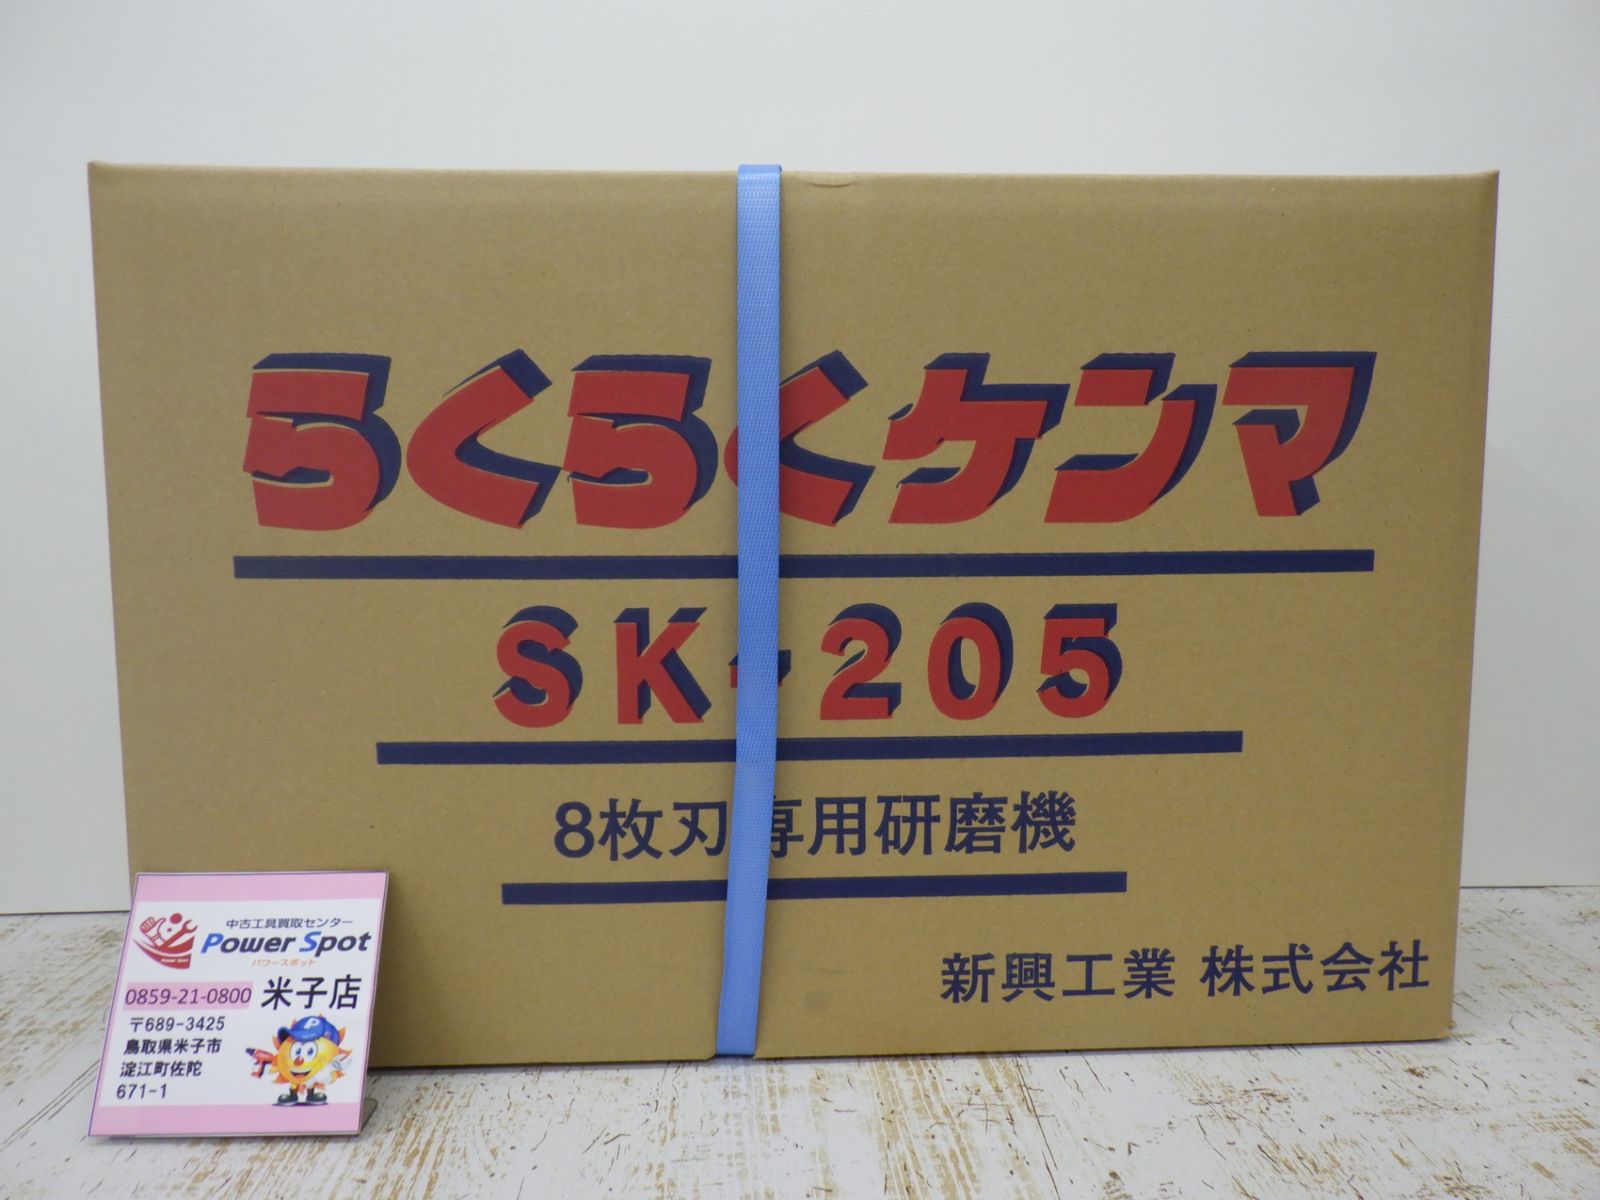 らくらくケンマ
SK-205
8枚刃専用研磨機
新興工業 株式会社
中古工具買取センター
Power Spot
パワースポット
0859-21-0800 米子店
〒689-3425
鳥取県米子市
淀江町佐陀
671-1